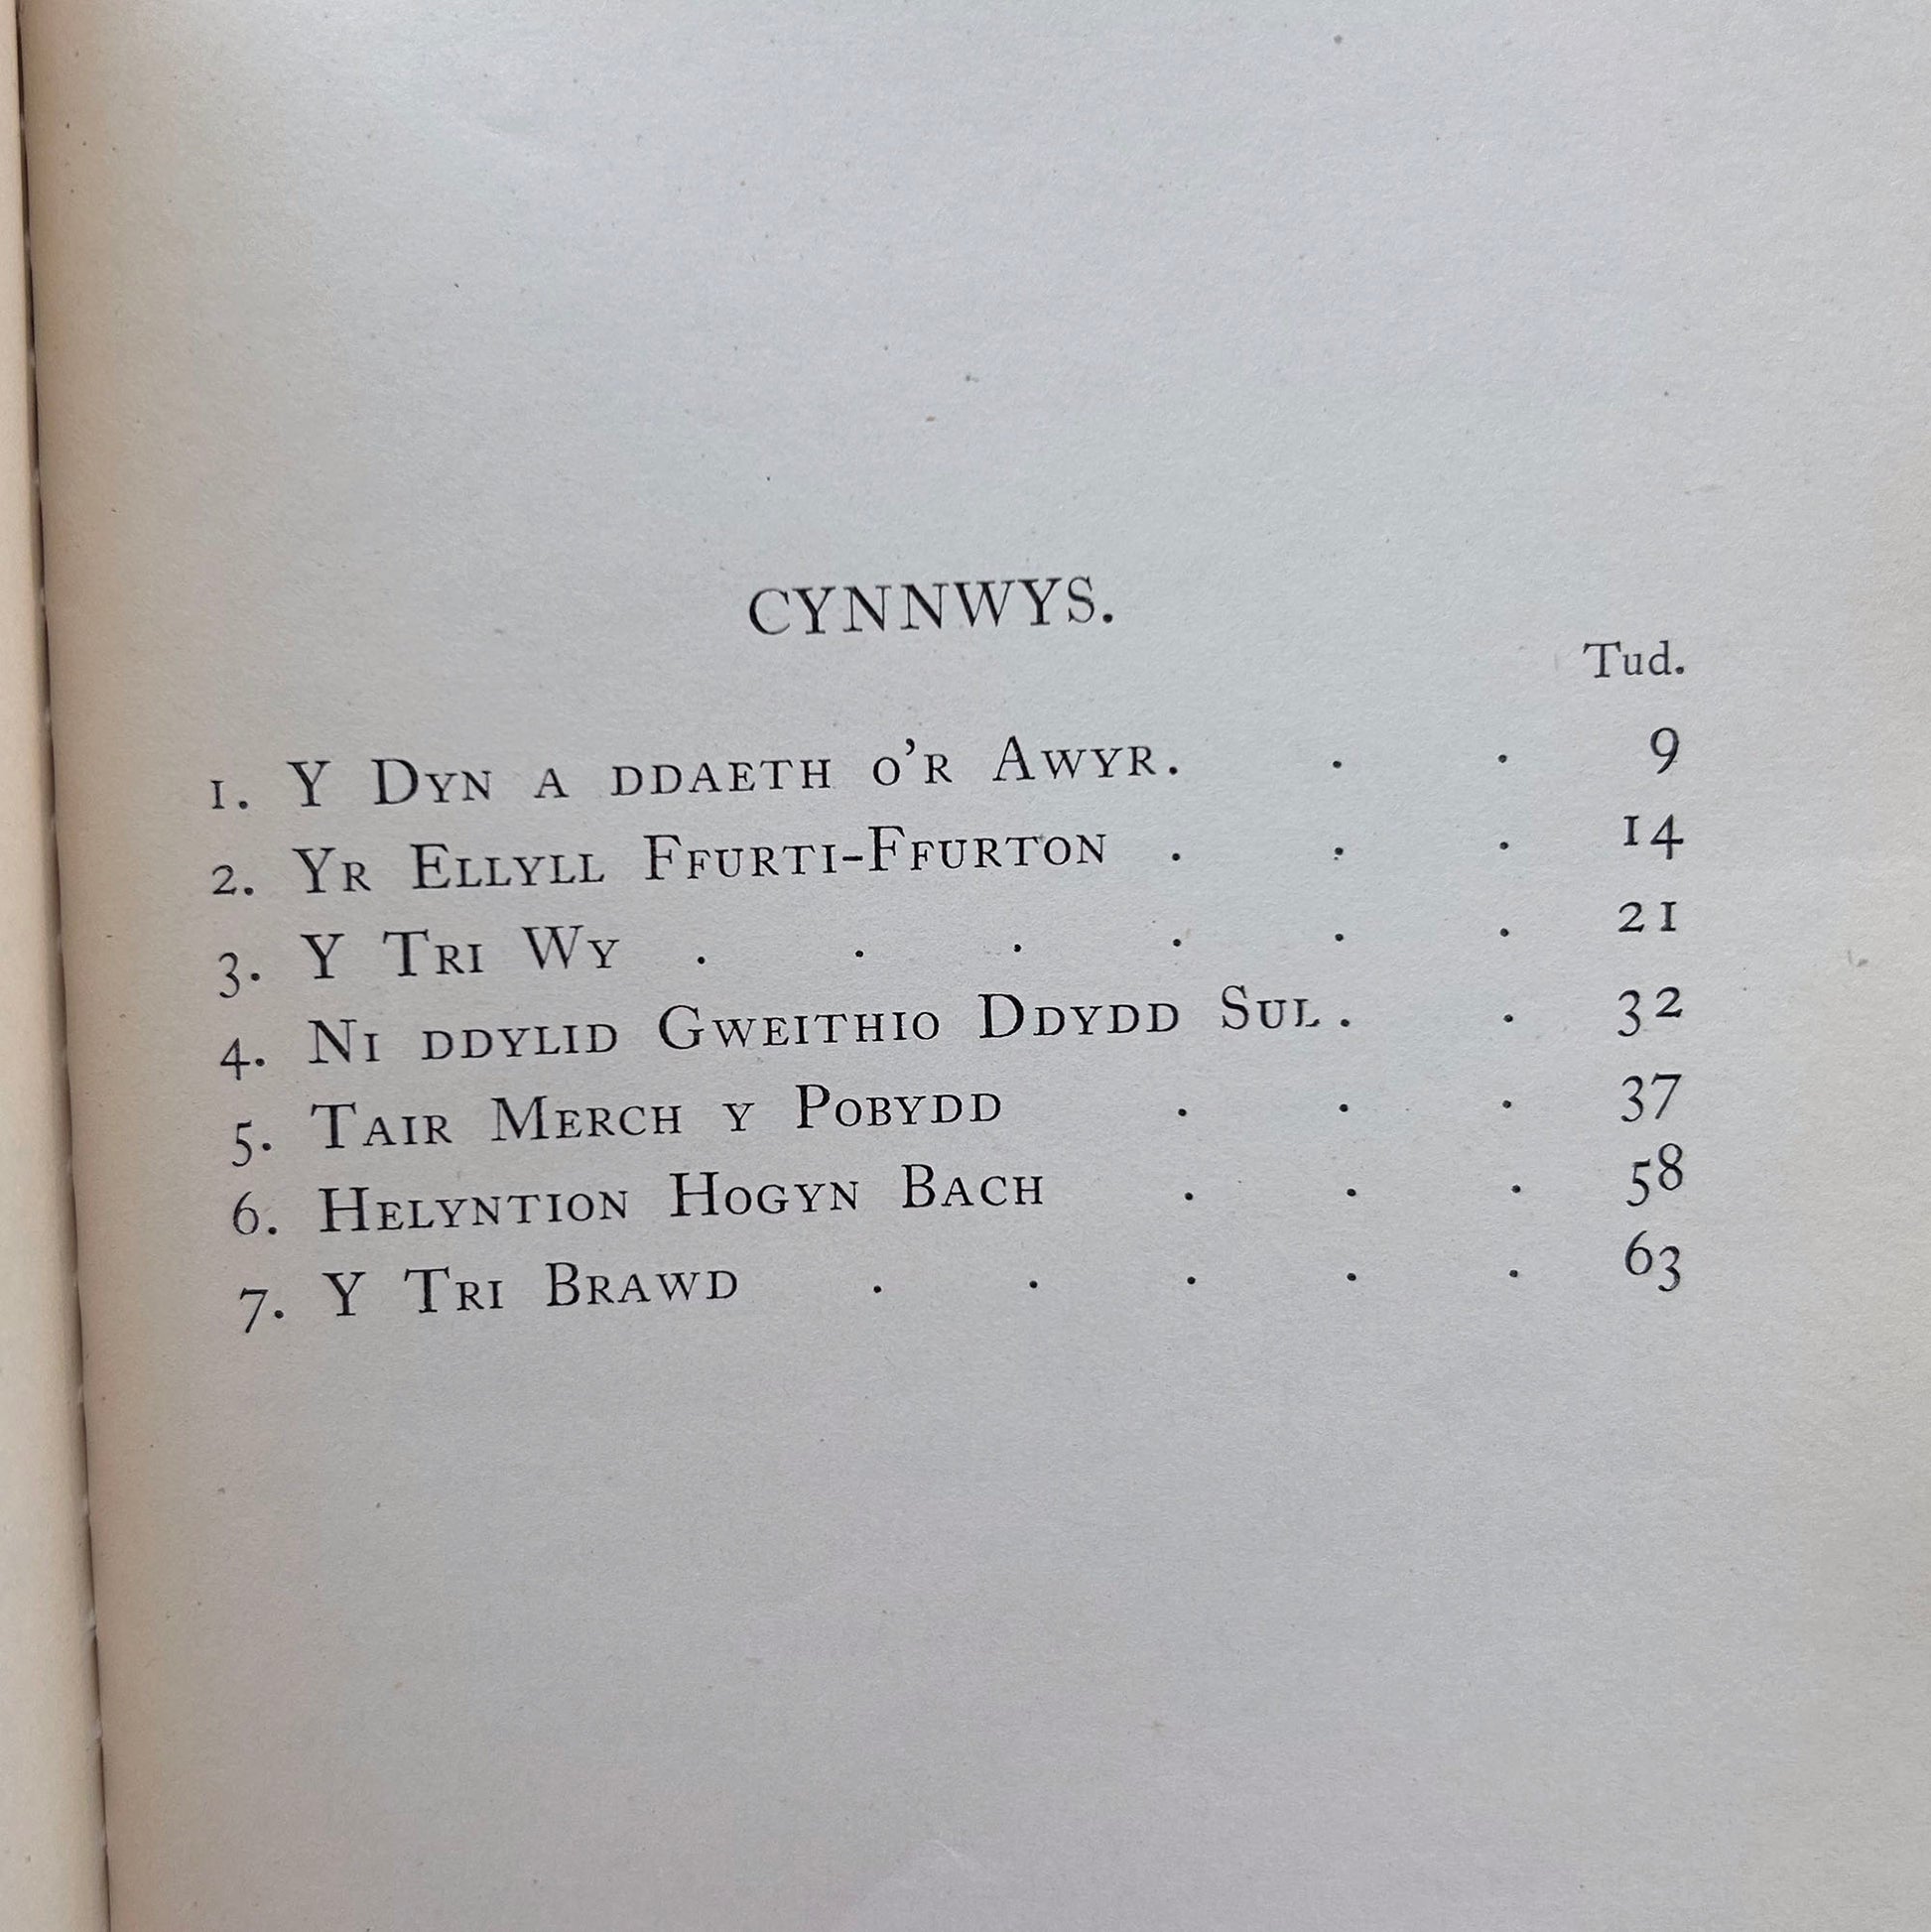 CYNNWYS.
Tud.
1. Y Dyn a ddaeth o'r Awyr. . . 9
2. Yr Ellyll Ffurti-Ffurton . . . 14
3. Y Tri Wy . . . . . . 21
4. Ni ddylid Gweithio Ddydd Sul. . 32
5. Tair Merch y Pobydd . . . 37
6. Helyntion Hogyn Bach . . . 58
7. Y Tri Brawd . . . . . 63